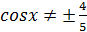 cosx ≠ ± 4/5